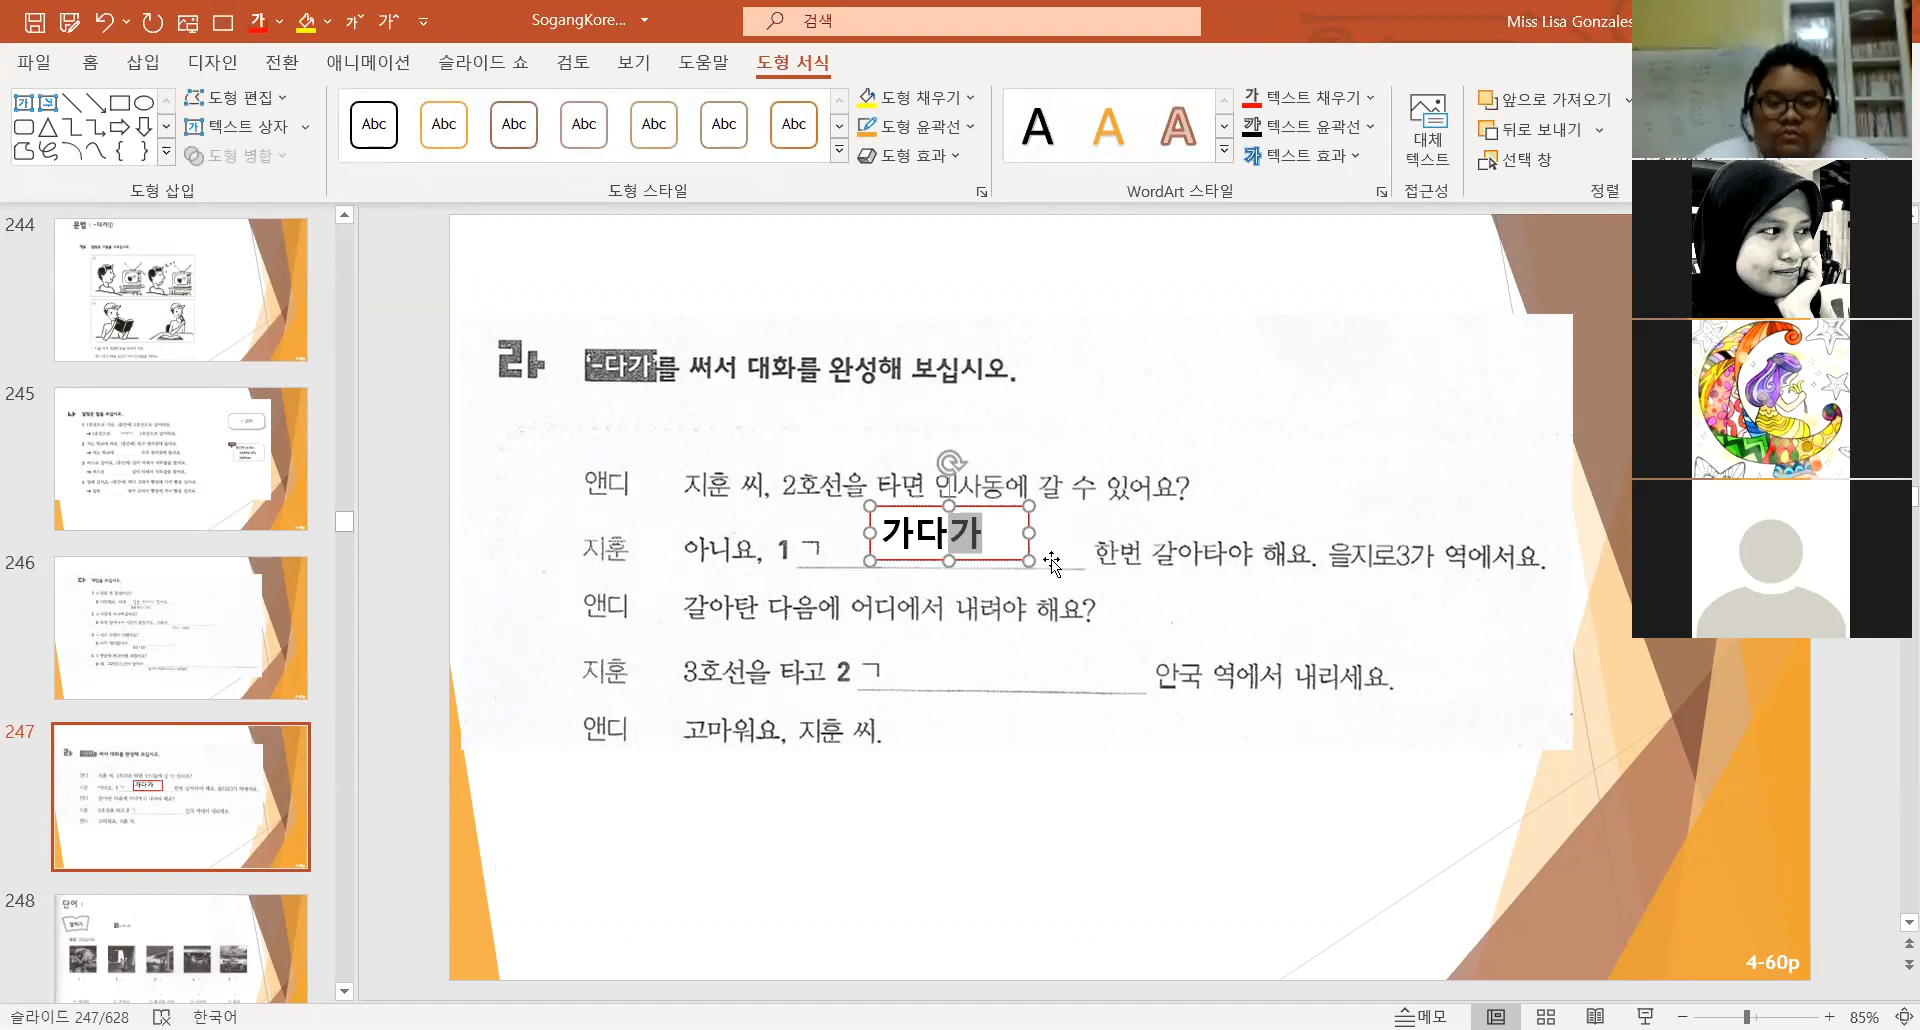 SogangKore...
검색
Miss Lisa Gonzales
파일 홈 삽입 디자인 전환 애니메이션 슬라이드 쇼 검토 보기 도움말 도형 서식
도형 편집
텍스트 상자
도형 병합
도형 삽입
Abc Abc Abc Abc Abc Abc Abc
도형 채우기
도형 윤곽선
도형 효과
도형 스타일
A A A
텍스트 채우기
텍스트 윤곽선
텍스트 효과
WordArt 스타일
대체
텍스트
접근성
앞으로 가져오기
뒤로 보내기
선택 창
정렬
244
245
246
247
248
단어
라 -다가를 써서 대화를 완성해 보십시오.
앤디 지훈 씨, 2호선을 타면 인사동에 갈 수 있어요?
가다가
지훈 아니요, 1 ㄱ 한번 갈아타야 해요. 을지로3가 역에서요.
앤디 갈아탄 다음에 어디에서 내려야 해요?
지훈 3호선을 타고 2 ㄱ 안국 역에서 내리세요.
앤디 고마워요, 지훈 씨.
4-60p
슬라이드 247/628 한국어 메모 85%